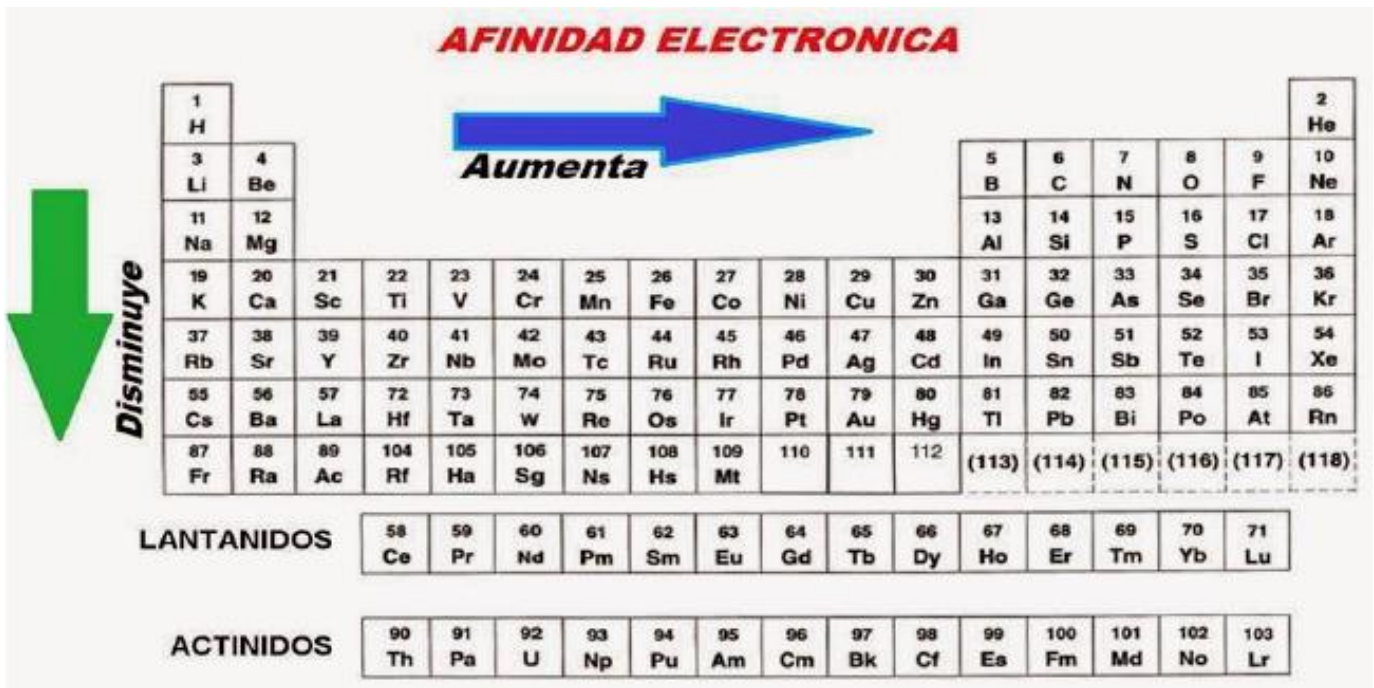 AFINIDAD ELECTRONICA
Aumenta
Disminuye
1 2
H He
3 4 5 6 7 8 9 10
Li Be B C N O F Ne
11 12 13 14 15 16 17 18
Na Mg Al Si P S Cl Ar
19 20 21 22 23 24 25 26 27 28 29 30 31 32 33 34 35 36
K Ca Sc Ti V Cr Mn Fe Co Ni Cu Zn Ga Ge As Se Br Kr
37 38 39 40 41 42 43 44 45 46 47 48 49 50 51 52 53 54
Rb Sr Y Zr Nb Mo Tc Ru Rh Pd Ag Cd In Sn Sb Te I Xe
55 56 57 72 73 74 75 76 77 78 79 80 81 82 83 84 85 86
Cs Ba La Hf Ta W Re Os Ir Pt Au Hg Tl Pb Bi Po At Rn
87 88 89 104 105 106 107 108 109 110 111 112 (113) (114) (115) (116) (117) (118)
Fr Ra Ac Rf Ha Sg Ns Hs Mt
LANTANIDOS
58 59 60 61 62 63 64 65 66 67 68 69 70 71
Ce Pr Nd Pm Sm Eu Gd Tb Dy Ho Er Tm Yb Lu
ACTINIDOS
90 91 92 93 94 95 96 97 98 99 100 101 102 103
Th Pa U Np Pu Am Cm Bk Cf Es Fm Md No Lr